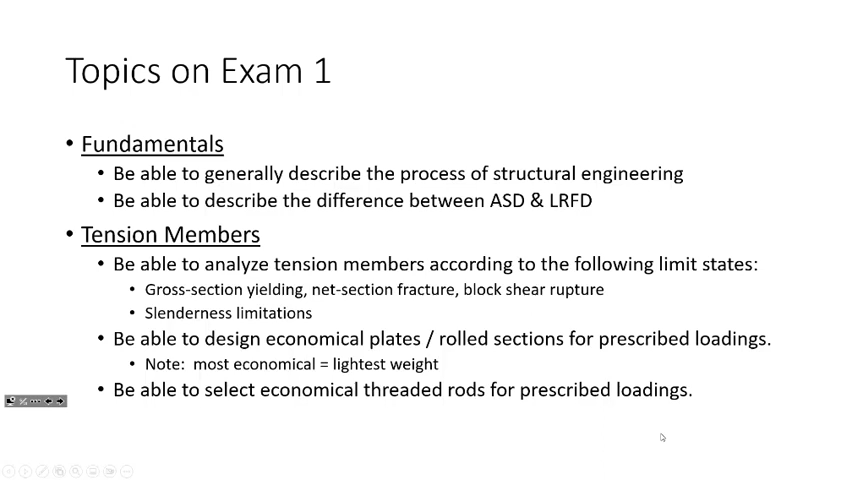 Topics on Exam 1
• Fundamentals
• Be able to generally describe the process of structural engineering
• Be able to describe the difference between ASD & LRFD
• Tension Members
• Be able to analyze tension members according to the following limit states:
• Gross-section yielding, net-section fracture, block shear rupture
• Slenderness limitations
• Be able to design economical plates / rolled sections for prescribed loadings.
• Note: most economical = lightest weight
• Be able to select economical threaded rods for prescribed loadings.